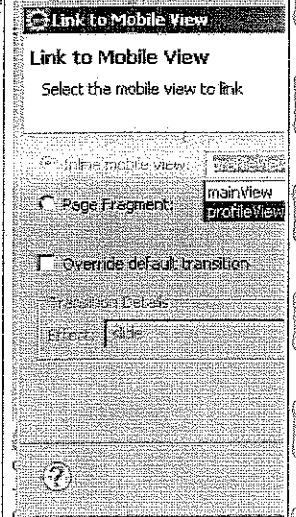 Link to Mobile View
Link to Mobile View
Select the mobile view to link
Inline mobile view:
mainView
Page Fragment:
profileView
Override default transition
Transition Details
Effect: Slide
?